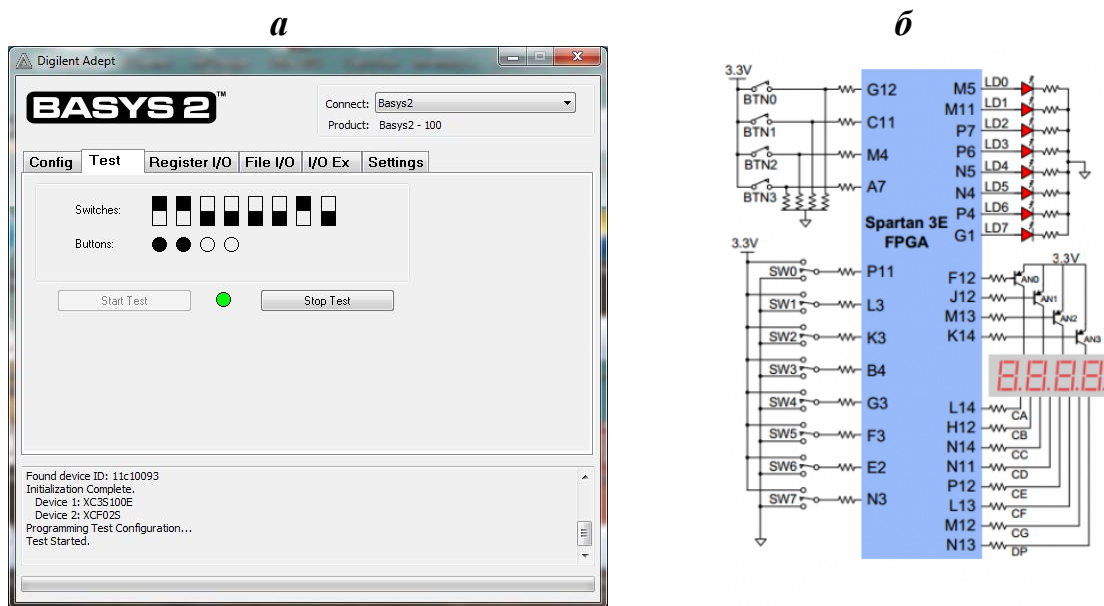 а
Digilent Adept
BASYS 2™
Connect: Basys2
Product: Basys2 - 100
Config Test Register I/O File I/O I/O Ex Settings
Switches:
Buttons:
Start Test Stop Test
Found device ID: 11c10093
Initialization Complete.
Device 1: XC3S100E
Device 2: XCF02S
Programming Test Configuration...
Test Started.
б
3.3V
BTN0 G12
BTN1 C11
BTN2 M4
BTN3 A7
M5 LD0
M11 LD1
P7 LD2
P6 LD3
N5 LD4
N4 LD5
P4 LD6
G1 LD7
Spartan 3E
FPGA
3.3V
SW0 P11
SW1 L3
SW2 K3
SW3 B4
SW4 G3
SW5 F3
SW6 E2
SW7 N3
3.3V
F12 AN0
J12 AN1
M13 AN2
K14 AN3
8.8.8.8.
L14 CA
H12 CB
N14 CC
N11 CD
P12 CE
L13 CF
M12 CG
N13 DP